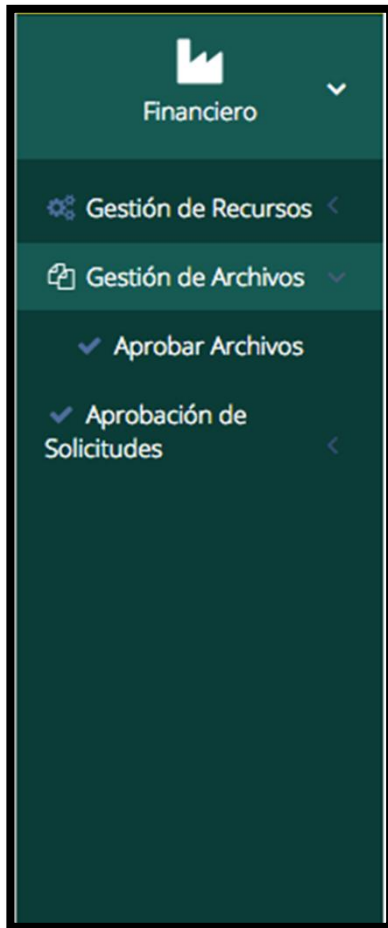 Financiero
Gestión de Recursos
Gestión de Archivos
Aprobar Archivos
Aprobación de
Solicitudes